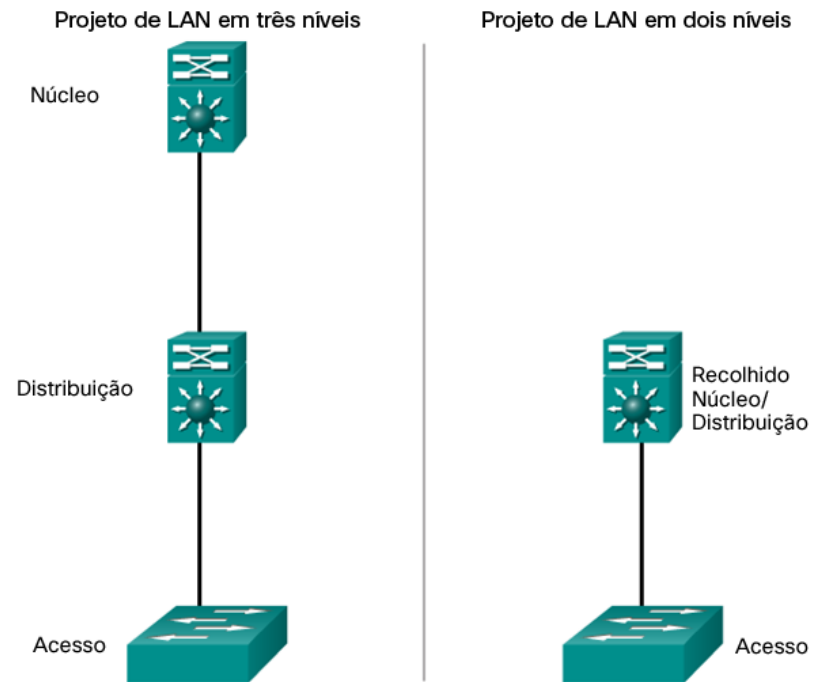 Projeto de LAN em três níveis
Núcleo
Distribuição
Acesso
Projeto de LAN em dois níveis
Recolhido
Núcleo/
Distribuição
Acesso